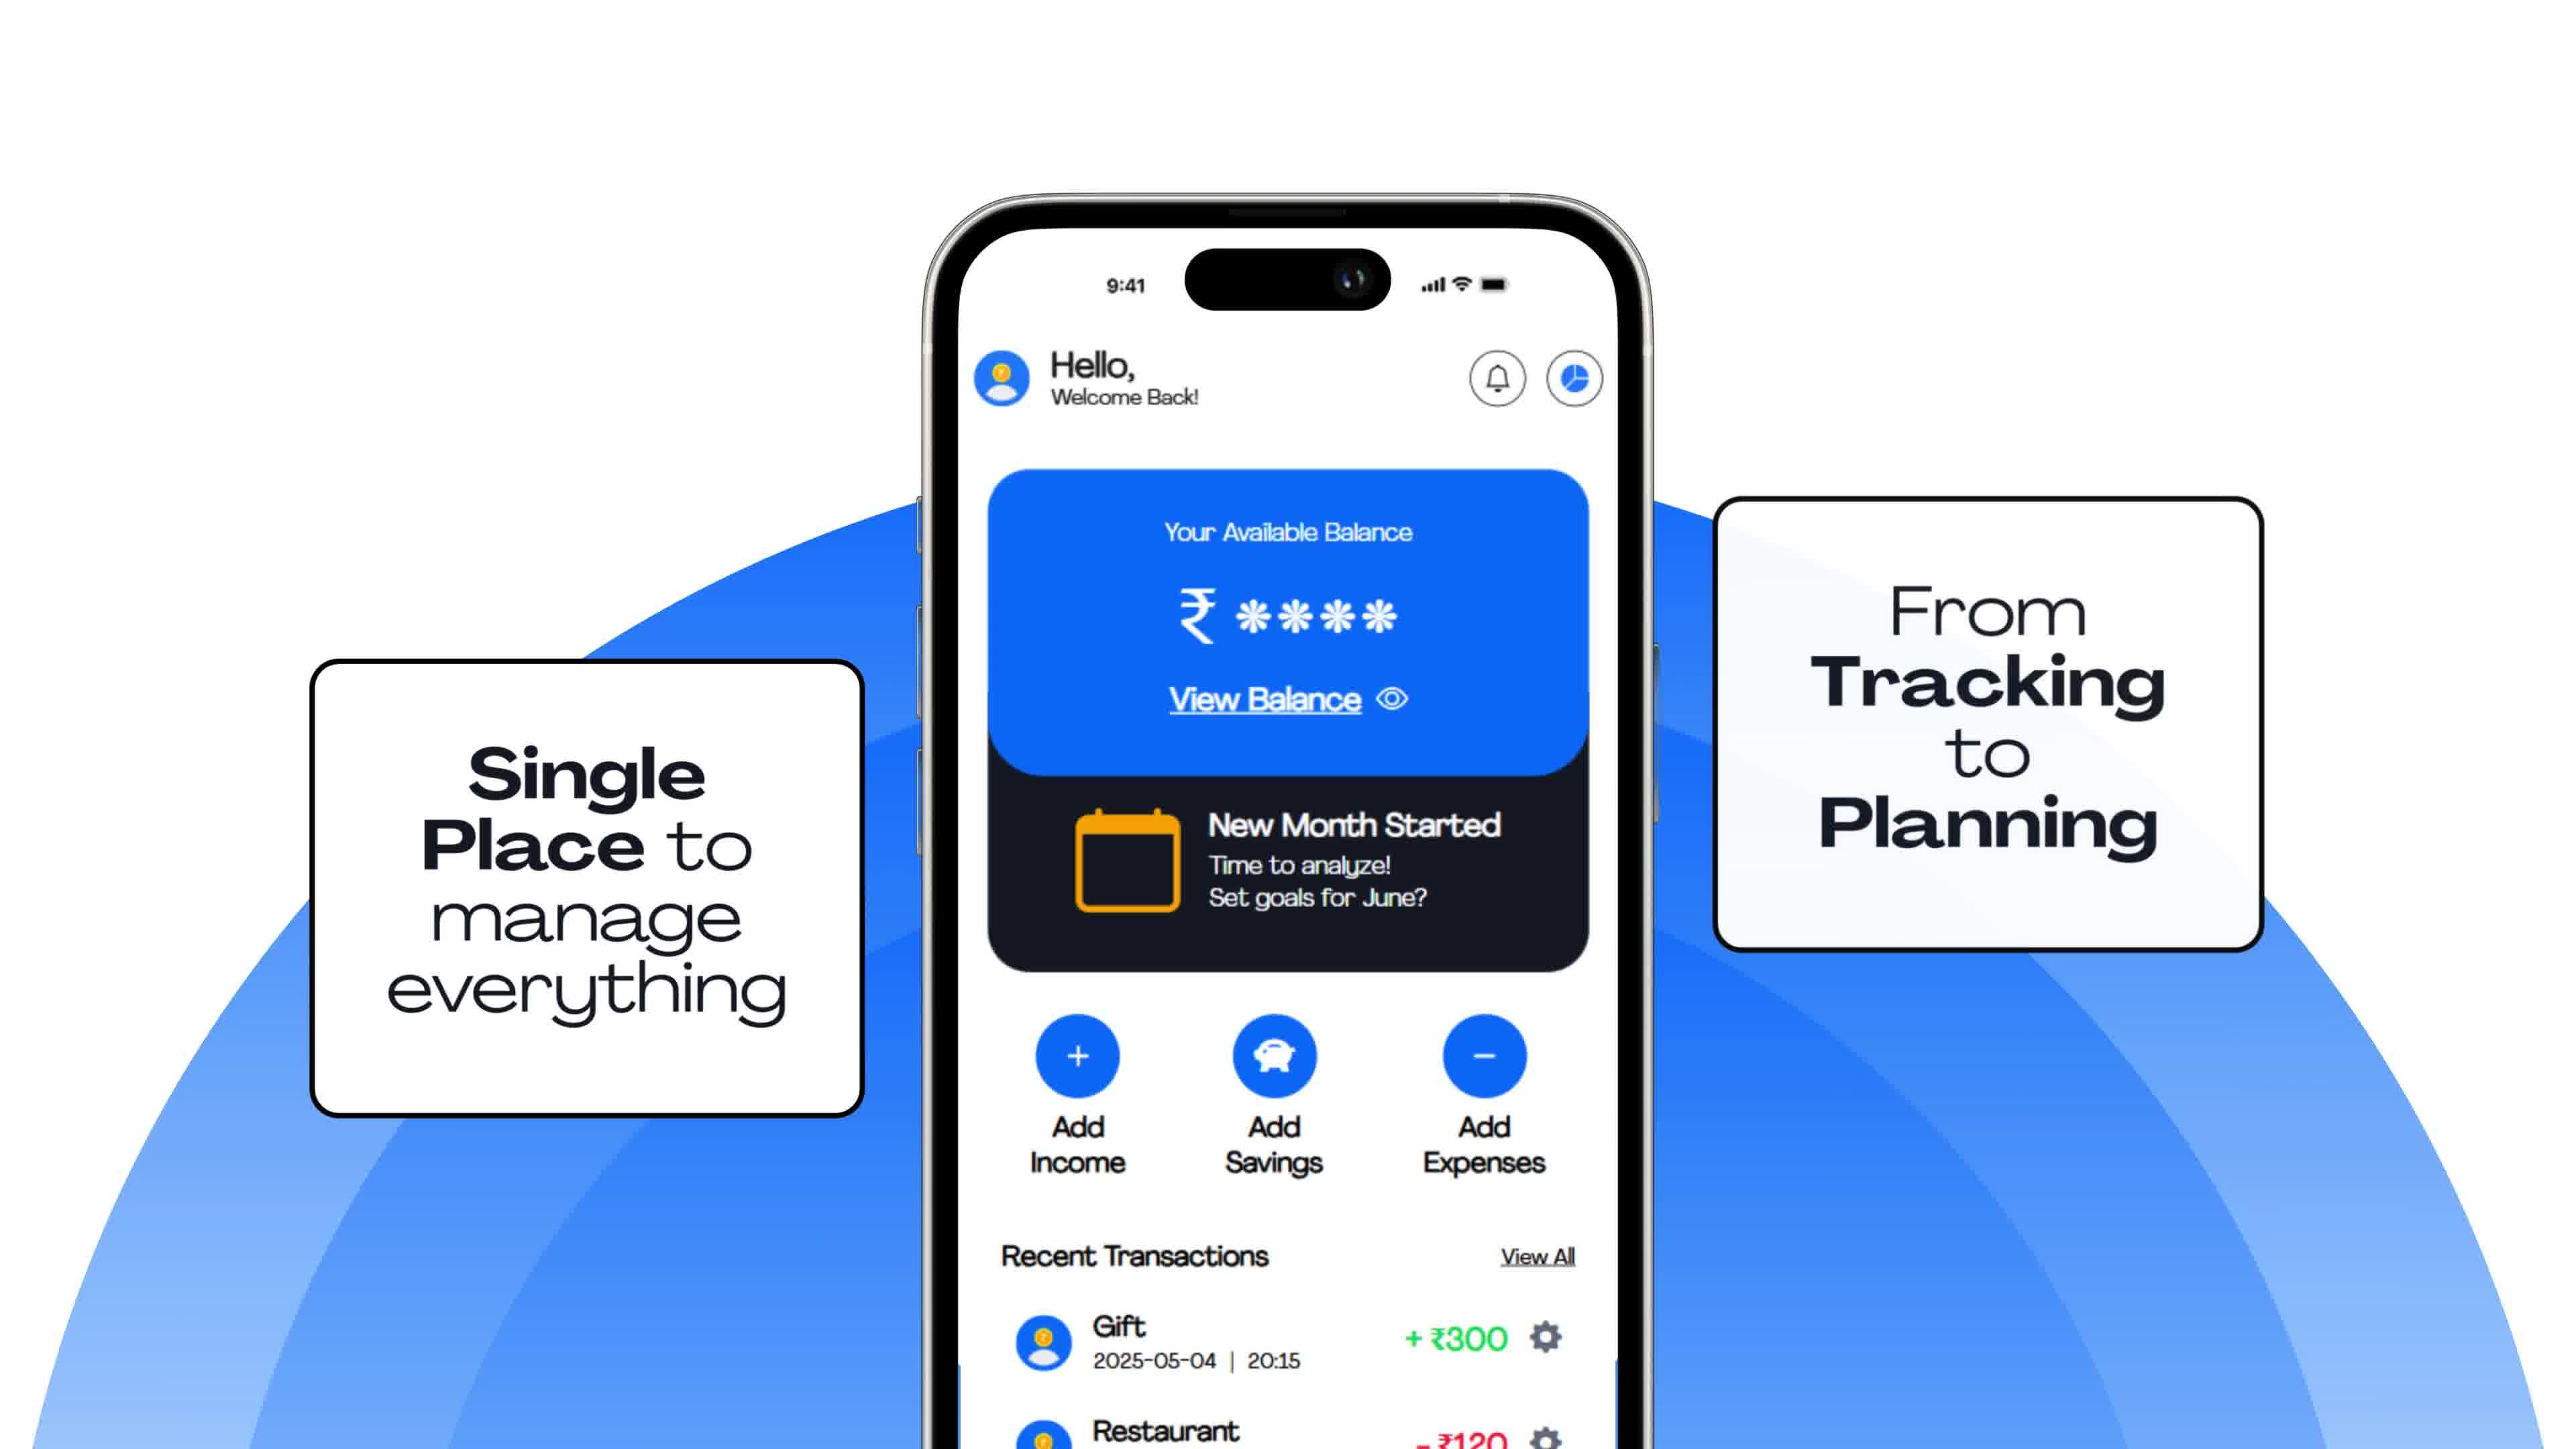 9:41
Hello,
Welcome Back!
Your Available Balance
₹ ****
View Balance
New Month Started
Time to analyze!
Set goals for June?
Add
Income
Add
Savings
Add
Expenses
Recent Transactions
View All
Gift
+ ₹300
2025-05-04 | 20:15
Restaurant
- ₹120
Single
Place to
manage
everything
From
Tracking
to
Planning